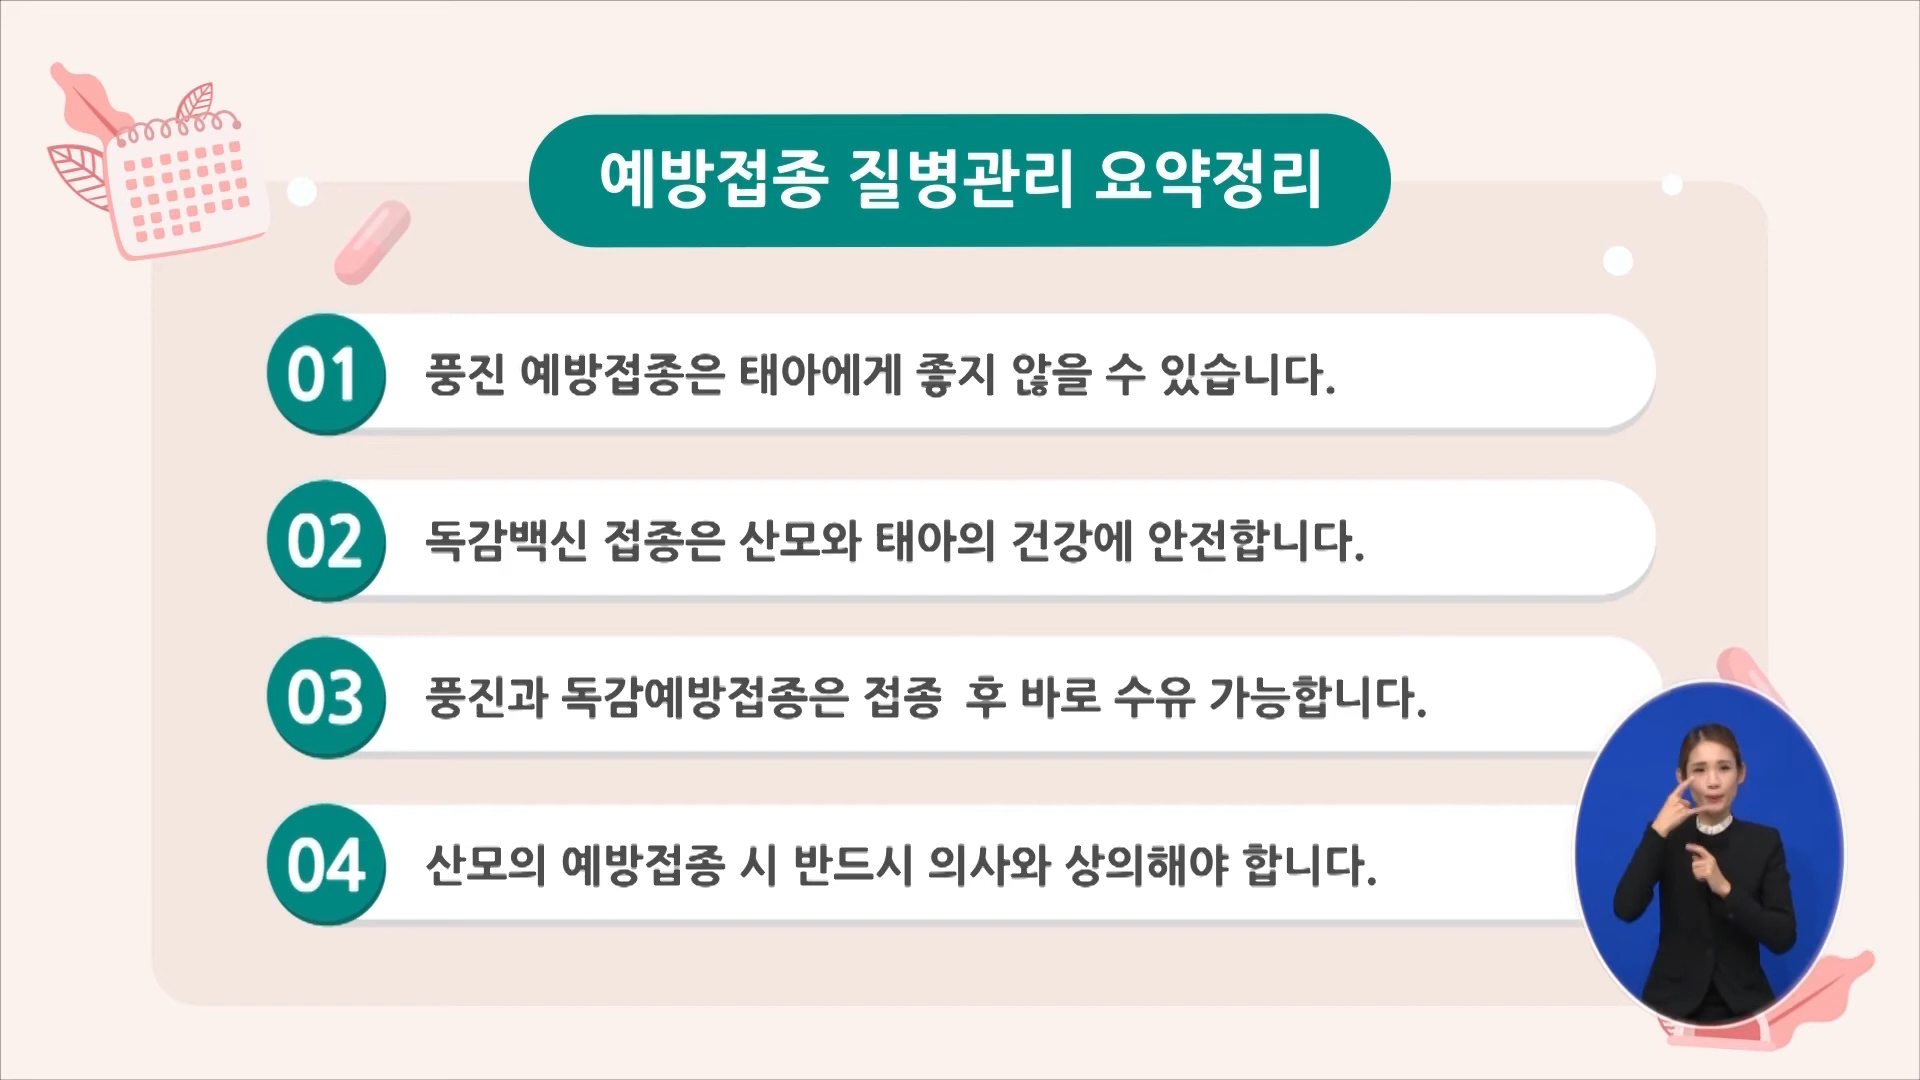 예방접종 질병관리 요약정리
01 풍진 예방접종은 태아에게 좋지 않을 수 있습니다.
02 독감백신 접종은 산모와 태아의 건강에 안전합니다.
03 풍진과 독감예방접종은 접종 후 바로 수유 가능합니다.
04 산모의 예방접종 시 반드시 의사와 상의해야 합니다.